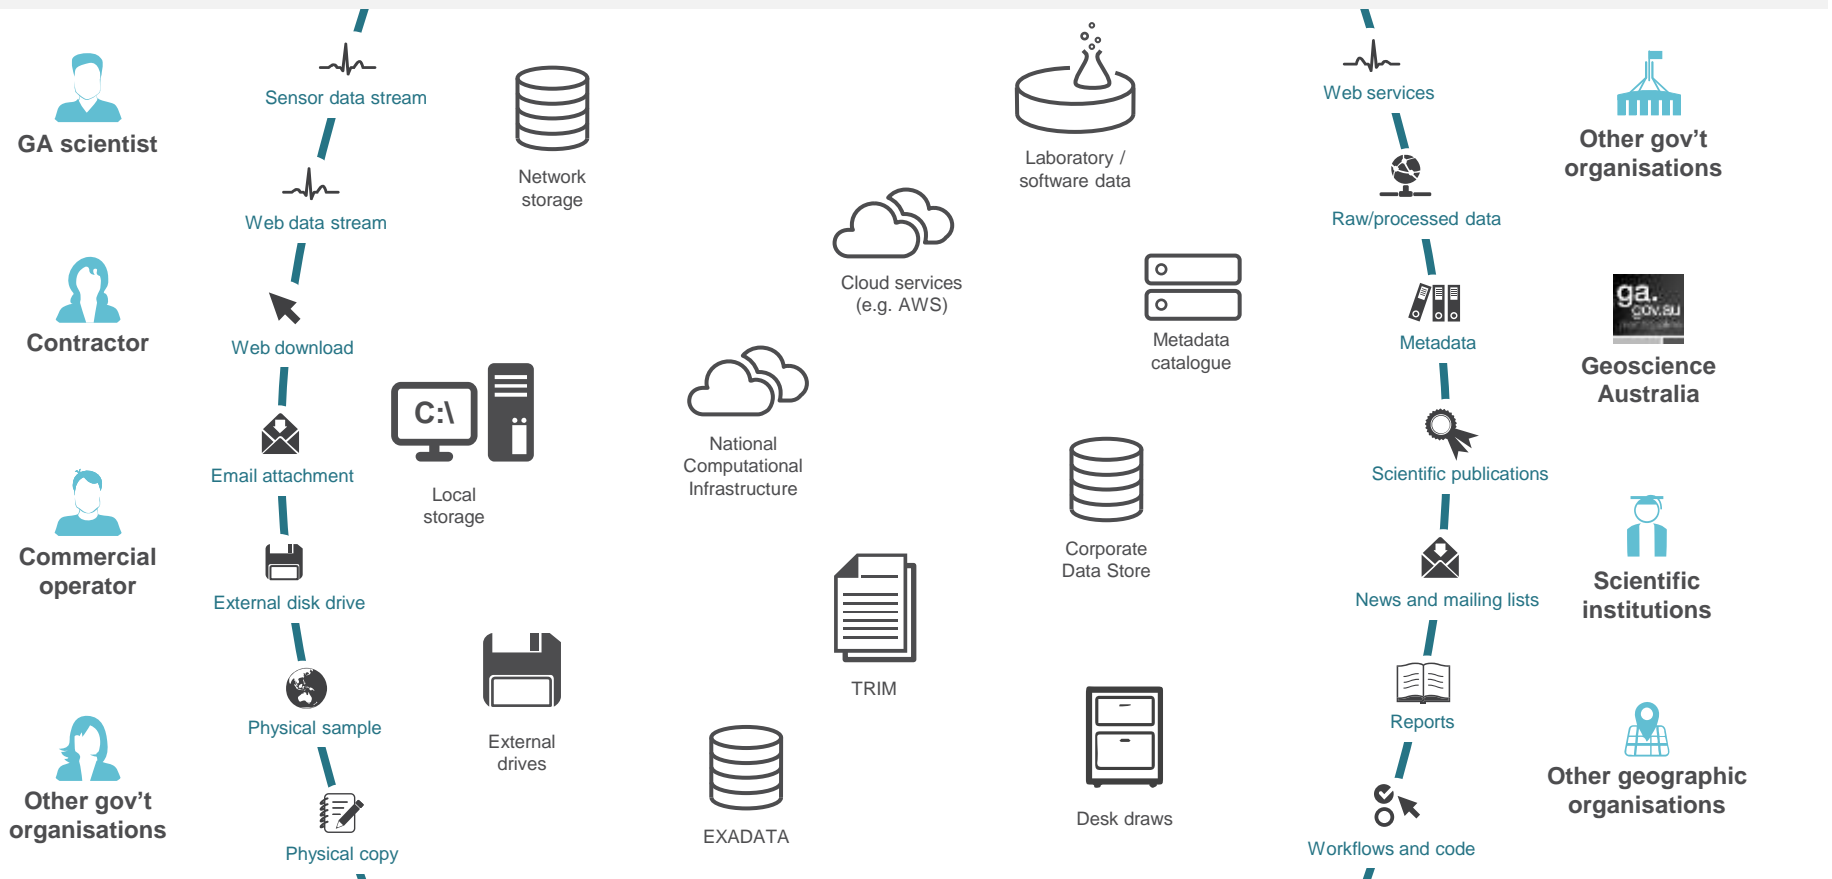 GA scientist
Contractor
Commercial
operator
Other gov't
organisations
Sensor data stream
Web data stream
Web download
Email attachment
External disk drive
Physical sample
Physical copy
Network
storage
C:\
Local
storage
External
drives
Laboratory /
software data
Cloud services
(e.g. AWS)
Metadata
catalogue
National
Computational
Infrastructure
Corporate
Data Store
TRIM
EXADATA
Desk draws
Web services
Raw/processed data
Metadata
Scientific publications
News and mailing lists
Reports
Workflows and code
Other gov't
organisations
ga.
gov.au
Geoscience
Australia
Scientific
institutions
Other geographic
organisations